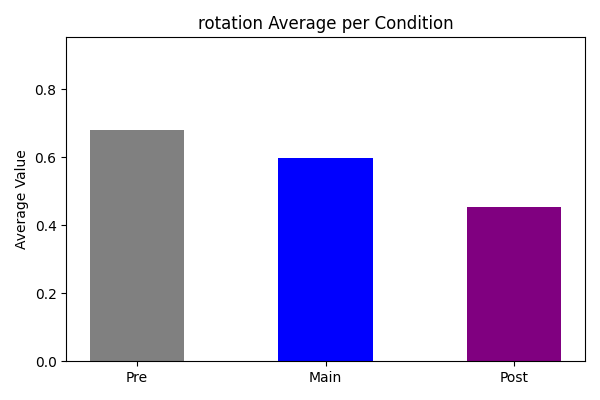 rotation Average per Condition
Average Value
0.8
0.6
0.4
0.2
0.0
Pre
Main
Post